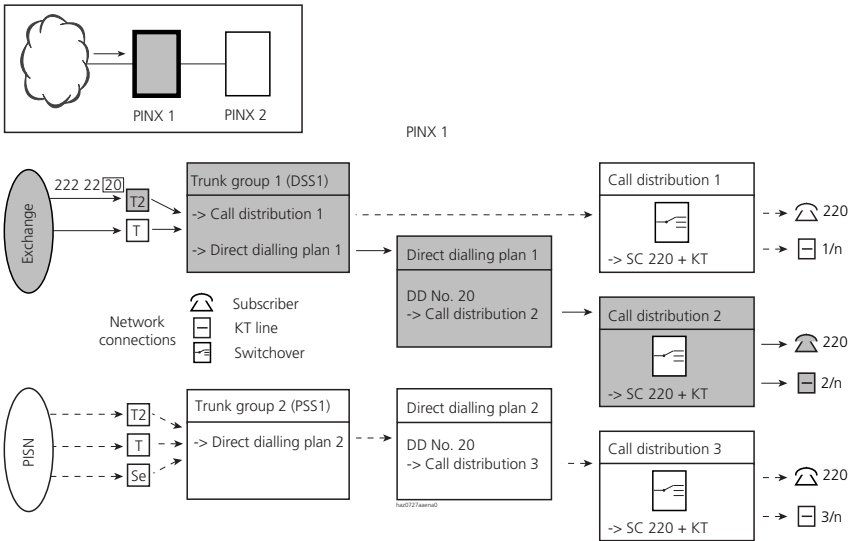 PINX 1
PINX 2
PINX 1
Exchange
222 22 20
T2
T
Trunk group 1 (DSS1)
-> Call distribution 1
-> Direct dialling plan 1
Direct dialling plan 1
DD No. 20
-> Call distribution 2
Call distribution 1
-> SC 220 + KT
220
1/n
Call distribution 2
-> SC 220 + KT
220
2/n
Network
connections
Subscriber
KT line
Switchover
PISN
T2
T
Se
Trunk group 2 (PSS1)
-> Direct dialling plan 2
Direct dialling plan 2
DD No. 20
-> Call distribution 3
haz0727aaena0
Call distribution 3
-> SC 220 + KT
220
3/n